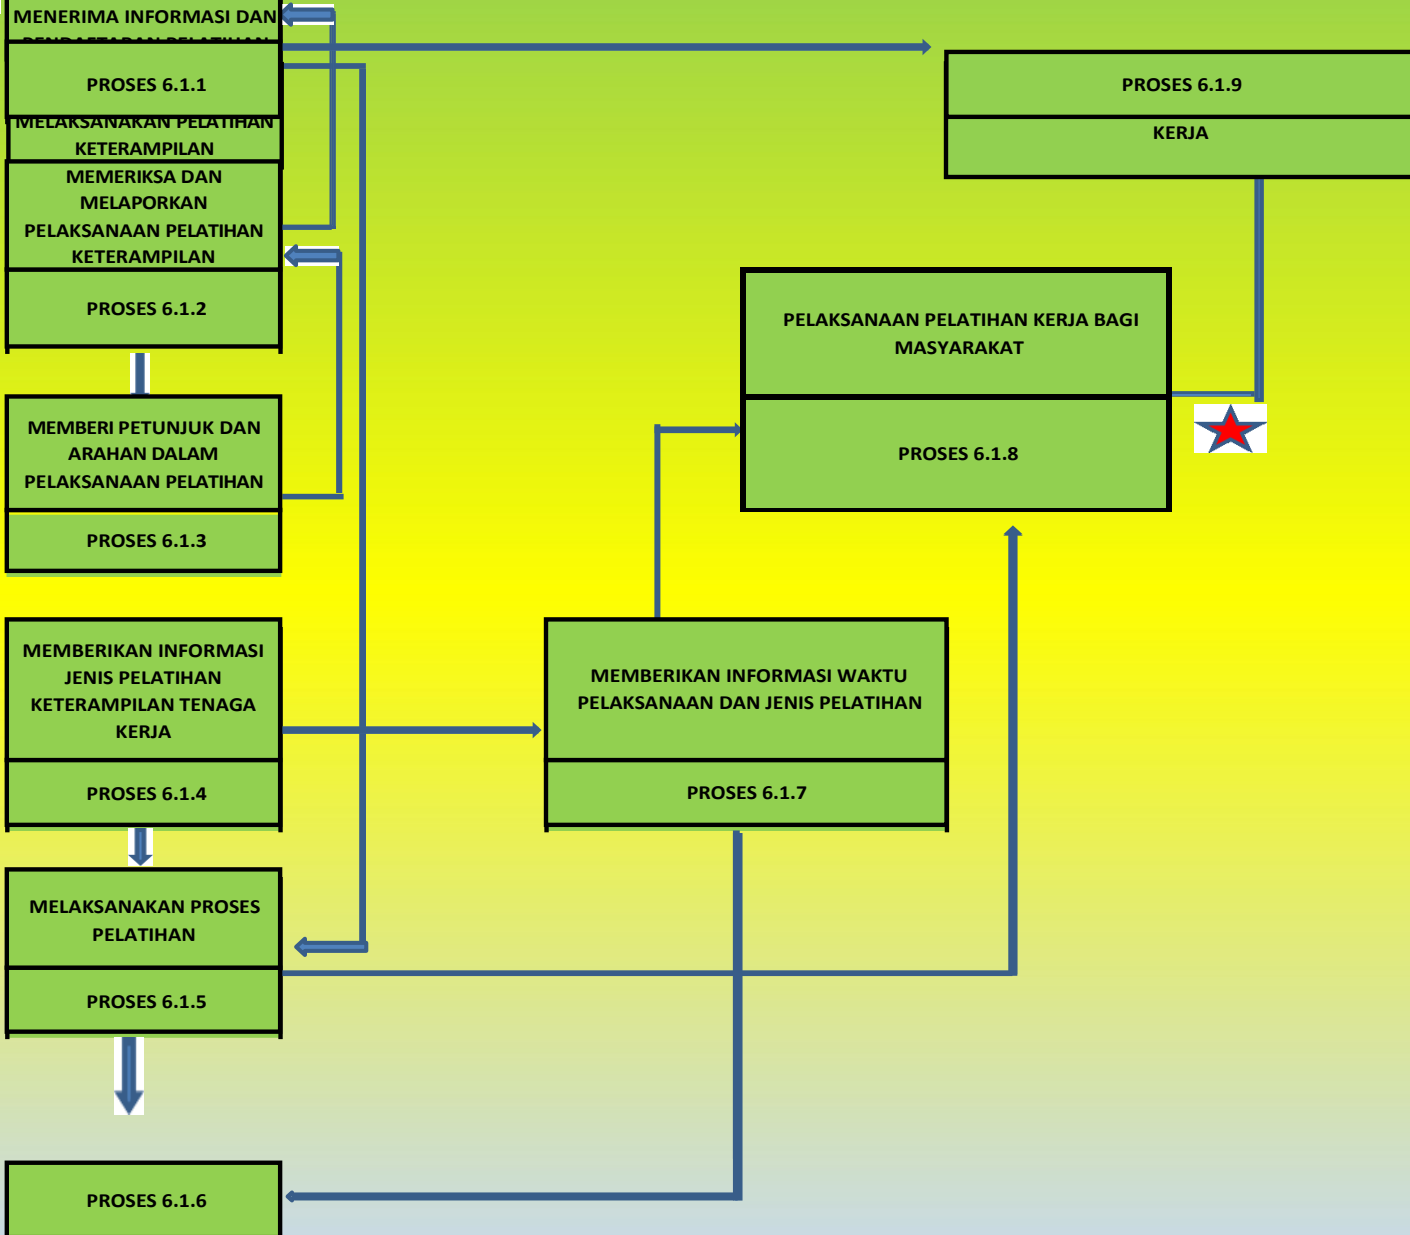 MENERIMA INFORMASI DAN
PENDAFTARAN PELATIHAN
PROSES 6.1.1
MELAKSANAKAN PELATIHAN
KETERAMPILAN
MEMERIKSA DAN
MELAPORKAN
PELAKSANAAN PELATIHAN
KETERAMPILAN
PROSES 6.1.2
MEMBERI PETUNJUK DAN
ARAHAN DALAM
PELAKSANAAN PELATIHAN
PROSES 6.1.3
MEMBERIKAN INFORMASI
JENIS PELATIHAN
KETERAMPILAN TENAGA
KERJA
PROSES 6.1.4
MELAKSANAKAN PROSES
PELATIHAN
PROSES 6.1.5
PROSES 6.1.6
MEMBERIKAN INFORMASI WAKTU
PELAKSANAAN DAN JENIS PELATIHAN
PROSES 6.1.7
PELAKSANAAN PELATIHAN KERJA BAGI
MASYARAKAT
PROSES 6.1.8
PROSES 6.1.9
KERJA